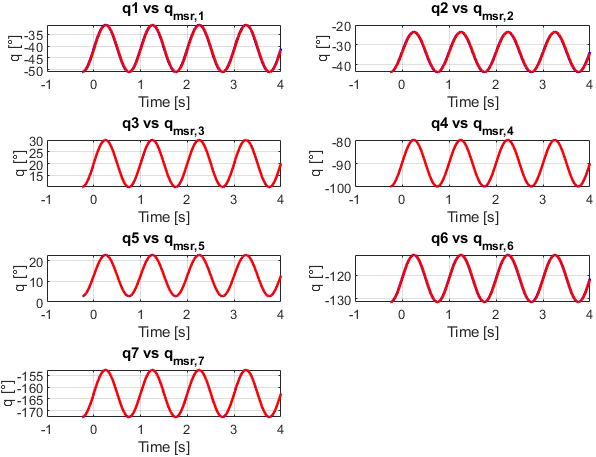 q1 vs q_msr,1
q [°]
-35
-40
-45
-50
-1 0 1 2 3 4
Time [s]
q2 vs q_msr,2
q [°]
-20
-30
-40
-1 0 1 2 3 4
Time [s]
q3 vs q_msr,3
q [°]
30
25
20
15
-1 0 1 2 3 4
Time [s]
q4 vs q_msr,4
q [°]
-80
-90
-100
-1 0 1 2 3 4
Time [s]
q5 vs q_msr,5
q [°]
20
10
0
-1 0 1 2 3 4
Time [s]
q6 vs q_msr,6
q [°]
-120
-130
-1 0 1 2 3 4
Time [s]
q7 vs q_msr,7
q [°]
-155
-160
-165
-170
-1 0 1 2 3 4
Time [s]